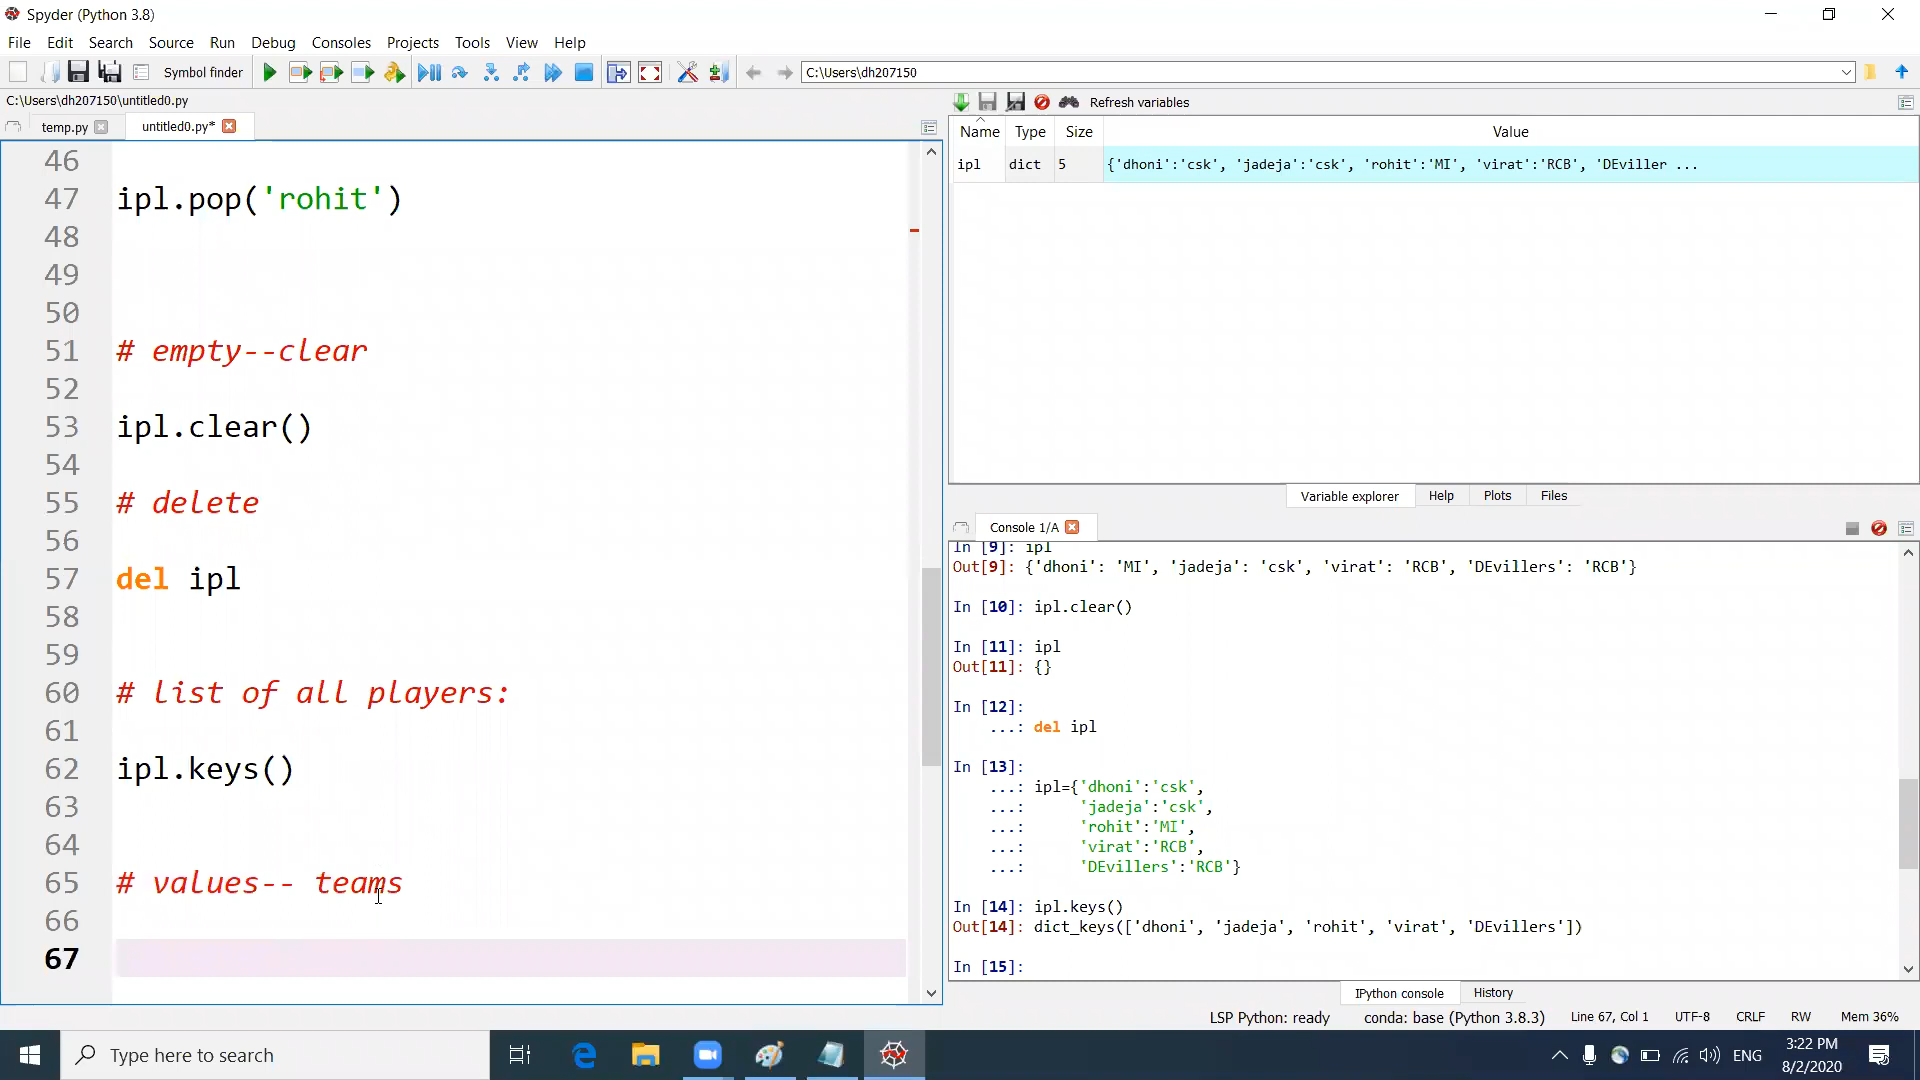 Spyder (Python 3.8)
File Edit Search Source Run Debug Consoles Projects Tools View Help
Symbol finder
C:\Users\dh207150
C:\Users\dh207150\untitled0.py
temp.py
untitled0.py*
46
47 ipl.pop('rohit')
48
49
50
51 # empty--clear
52
53 ipl.clear()
54
55 # delete
56
57 del ipl
58
59
60 # list of all players:
61
62 ipl.keys()
63
64
65 # values-- teams
66
67
Refresh variables
Name Type Size Value
ipl dict 5 {'dhoni':'csk', 'jadeja':'csk', 'rohit':'MI', 'virat':'RCB', 'DEviller ...
Variable explorer Help Plots Files
Console 1/A
In [9]: ipl
Out[9]: {'dhoni': 'MI', 'jadeja': 'csk', 'virat': 'RCB', 'DEvillers': 'RCB'}
In [10]: ipl.clear()
In [11]: ipl
Out[11]: {}
In [12]:
...: del ipl
In [13]:
...: ipl={'dhoni':'csk',
...: 'jadeja':'csk',
...: 'rohit':'MI',
...: 'virat':'RCB',
...: 'DEvillers':'RCB'}
In [14]: ipl.keys()
Out[14]: dict_keys(['dhoni', 'jadeja', 'rohit', 'virat', 'DEvillers'])
In [15]:
IPython console History
LSP Python: ready conda: base (Python 3.8.3) Line 67, Col 1 UTF-8 CRLF RW Mem 36%
Type here to search
ENG
3:22 PM
8/2/2020